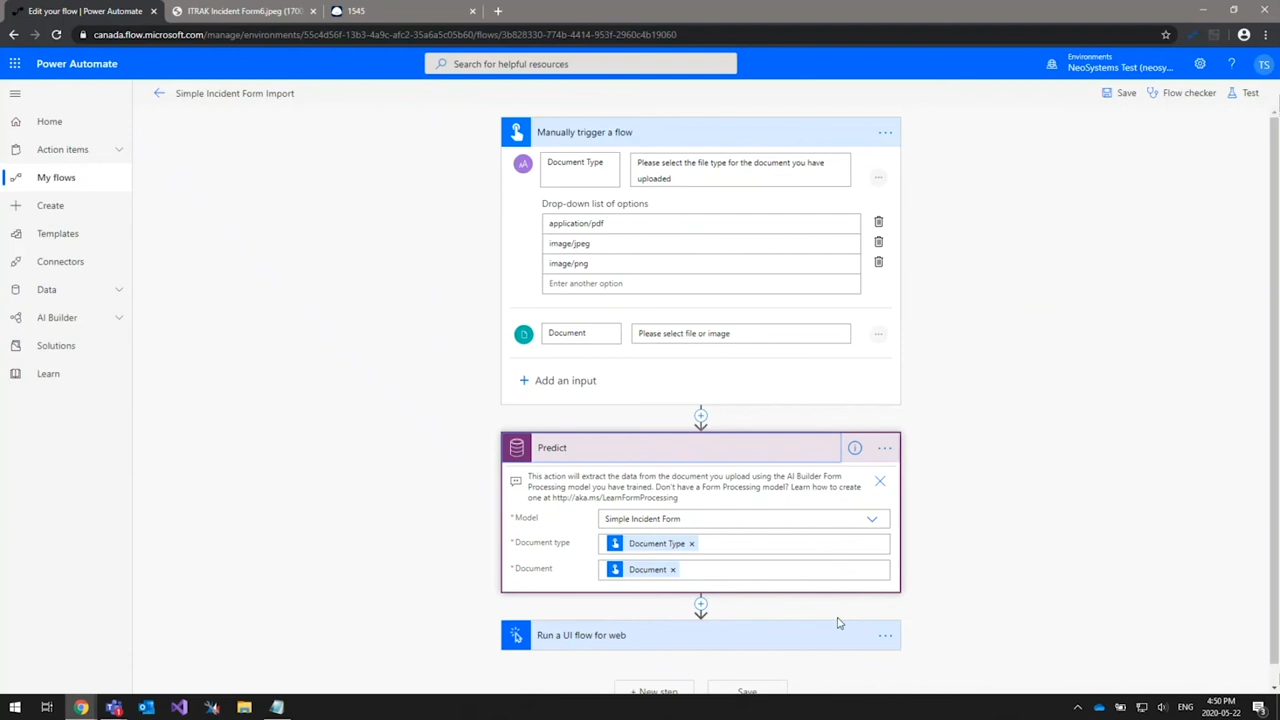 Edit your flow | Power Automate
ITRAK Incident Form6.jpeg (1700
1545
canada.flow.microsoft.com/manage/environments/55c4d56f-13b3-4a9c-afc2-35a6a5c05b60/flows/3b828330-774b-4414-953f-2960c4b19060
Power Automate
Search for helpful resources
Environments
NeoSystems Test (neosy...
?
TS
Simple Incident Form Import
Save
Flow checker
Test
Home
Action items
My flows
Create
Templates
Connectors
Data
AI Builder
Solutions
Learn
Manually trigger a flow
Document Type
Please select the file type for the document you have
uploaded
Drop-down list of options
application/pdf
image/jpeg
image/png
Enter another option
Document
Please select file or image
+ Add an input
Predict
This action will extract the data from the document you upload using the AI Builder Form
Processing model you have trained. Don't have a Form Processing model? Learn how to create
one at http://aka.ms/LearnFormProcessing
* Model
Simple Incident Form
* Document type
Document Type
* Document
Document
Run a UI flow for web
+ New step
Save
ENG
4:50 PM
2020-05-22
3